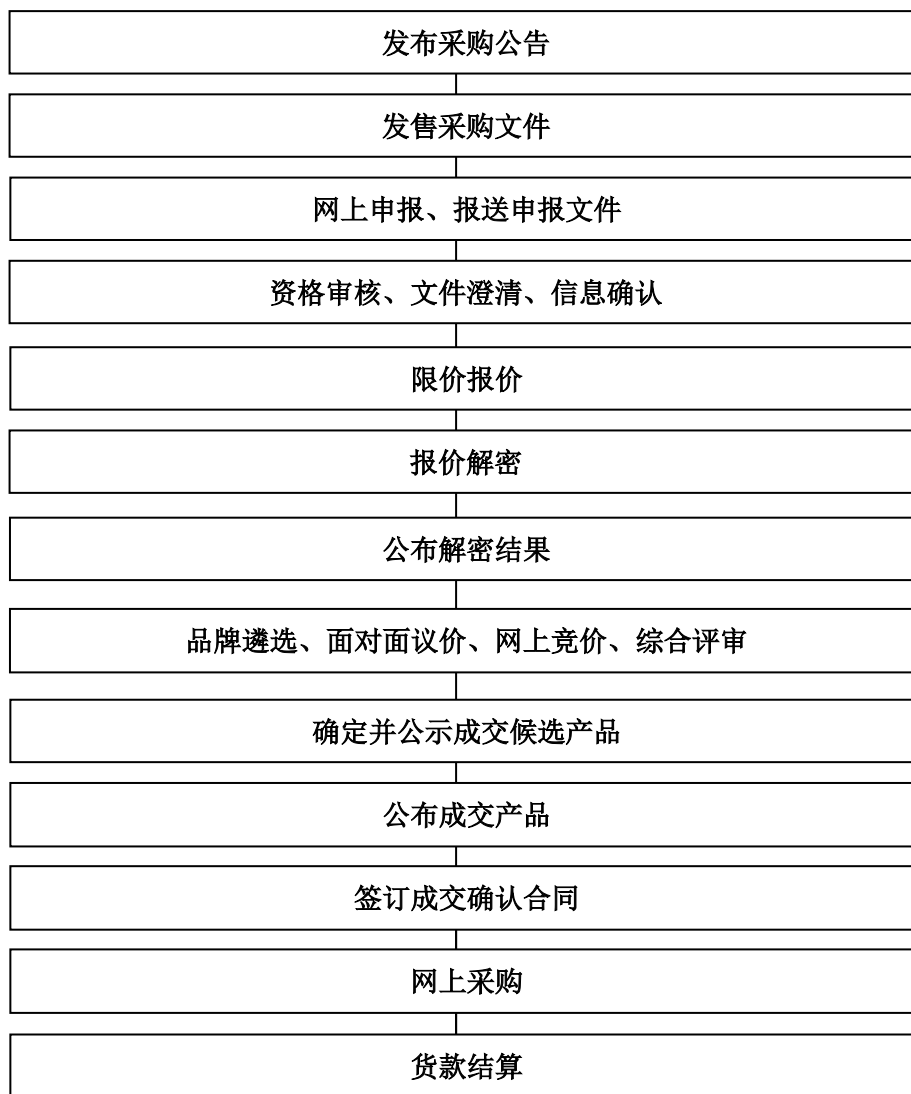 发布采购公告
发售采购文件
网上申报、报送申报文件
资格审核、文件澄清、信息确认
限价报价
报价解密
公布解密结果
品牌遴选、面对面议价、网上竞价、综合评审
确定并公示成交候选产品
公布成交产品
签订成交确认合同
网上采购
货款结算